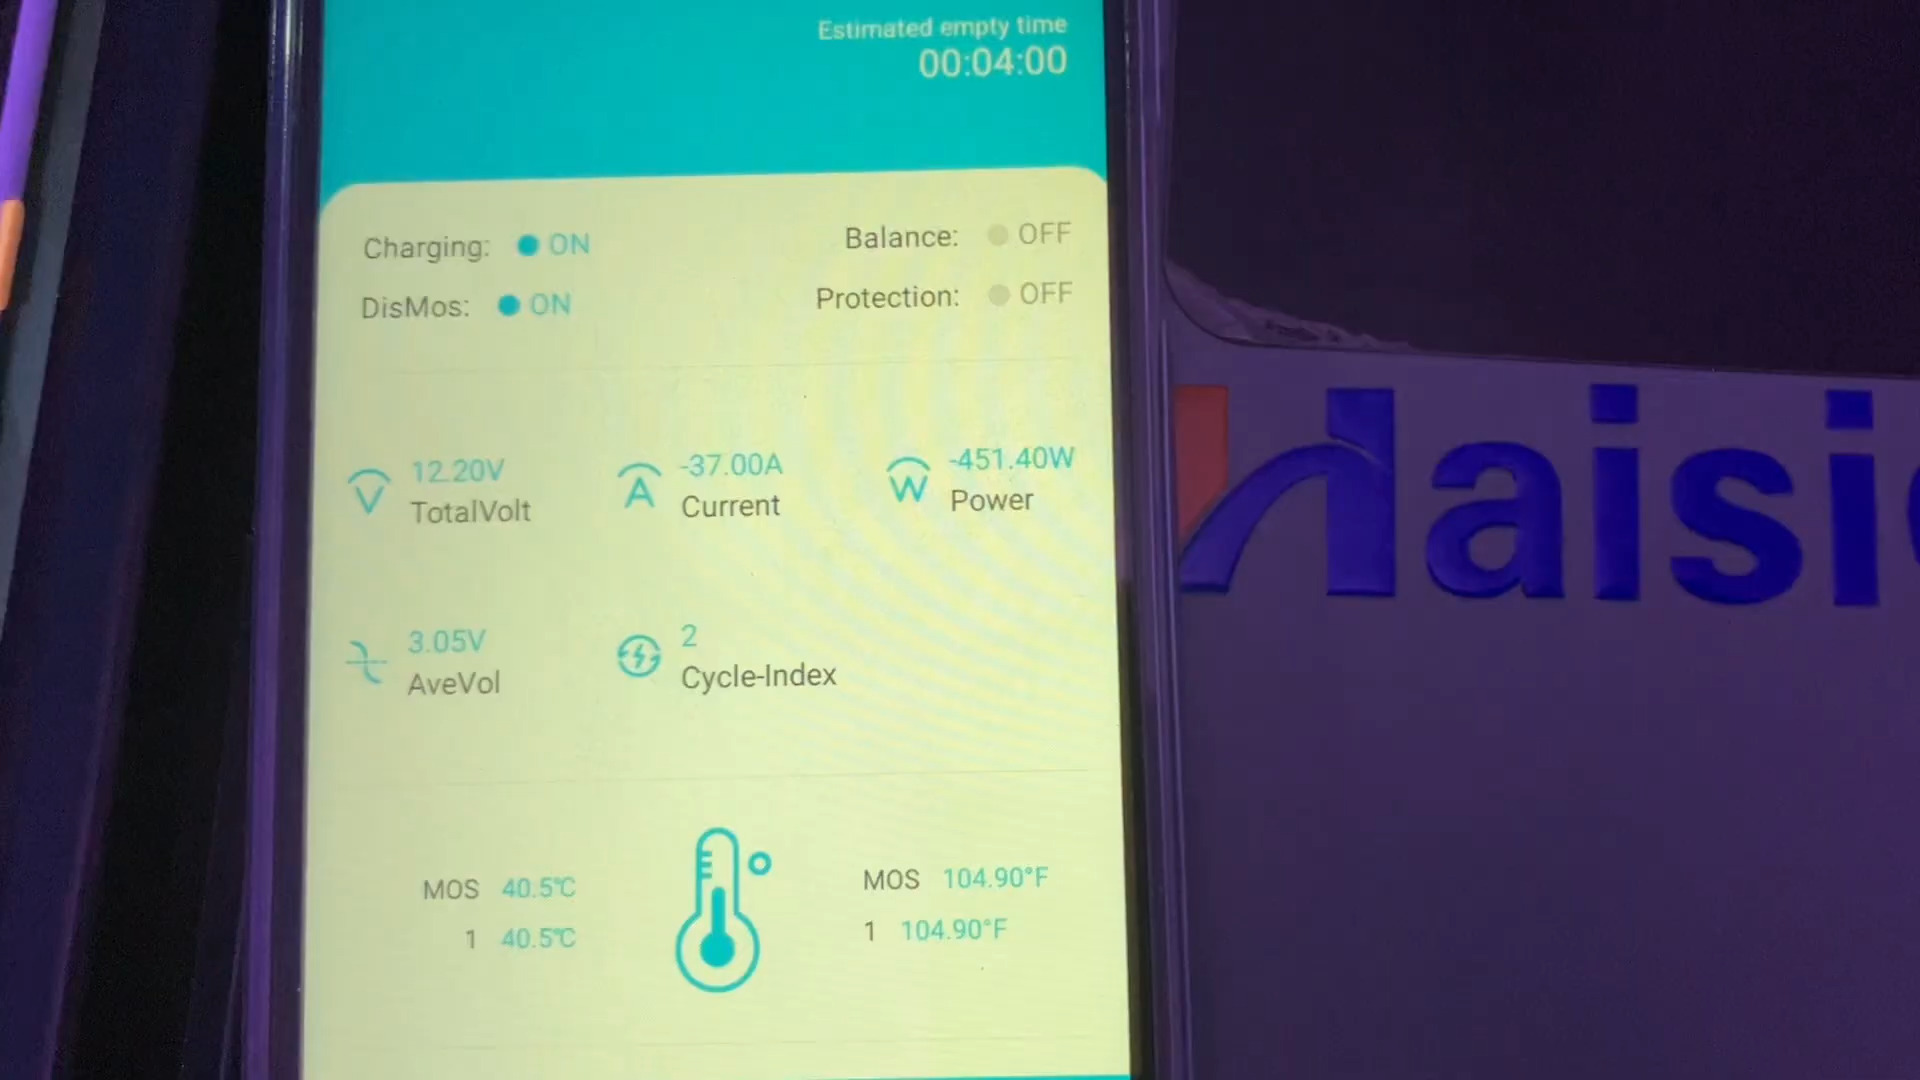 Estimated empty time
00:04:00
Charging: ON
Balance: OFF
DisMos: ON
Protection: OFF
12.20V
TotalVolt
-37.00A
Current
-451.40W
Power
3.05V
AveVol
2
Cycle-Index
MOS 40.5°C
1 40.5°C
MOS 104.90°F
1 104.90°F
Haisi